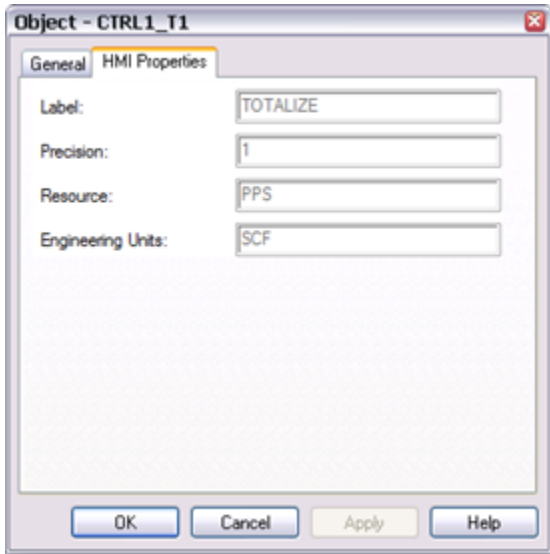 Object - CTRL1_T1
General HMI Properties
Label: TOTALIZE
Precision: 1
Resource: PPS
Engineering Units: SCF
OK Cancel Apply Help